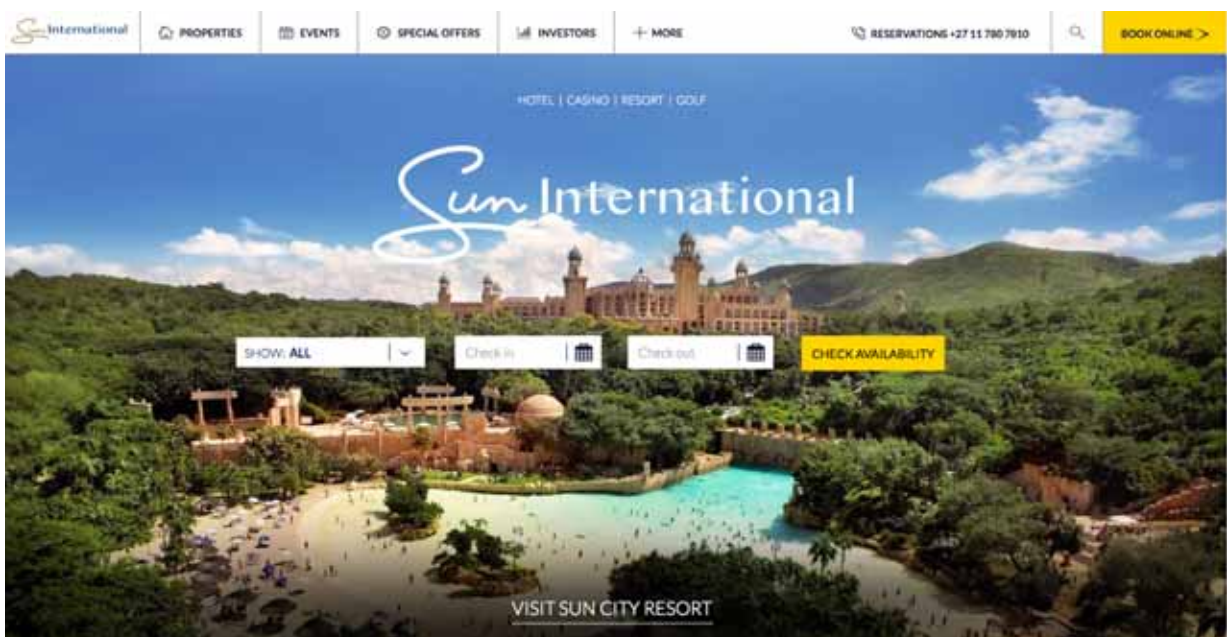 Sun International
PROPERTIES
EVENTS
SPECIAL OFFERS
INVESTORS
MORE
RESERVATIONS +27 11 780 7810
BOOK ONLINE >
HOTEL | CASINO | RESORT | GOLF
Sun International
SHOW: ALL
Check in
Check out
CHECK AVAILABILITY
VISIT SUN CITY RESORT